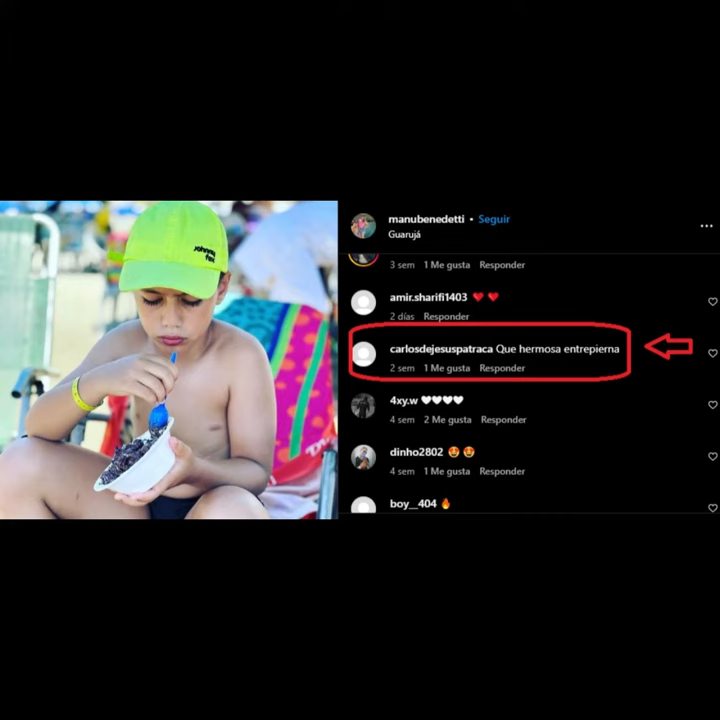 johnny
fox
manubenedetti • Seguir
Guarujá
3 sem 1 Me gusta Responder
amir.sharifi1403 ❤️ ❤️
2 días Responder
carlosdejesuspatraca Que hermosa entrepierna
2 sem 1 Me gusta Responder
4xy.w 🤍🤍🤍🤍
4 sem 2 Me gusta Responder
dinho2802 😍 😍
4 sem 1 Me gusta Responder
boy__404 🔥